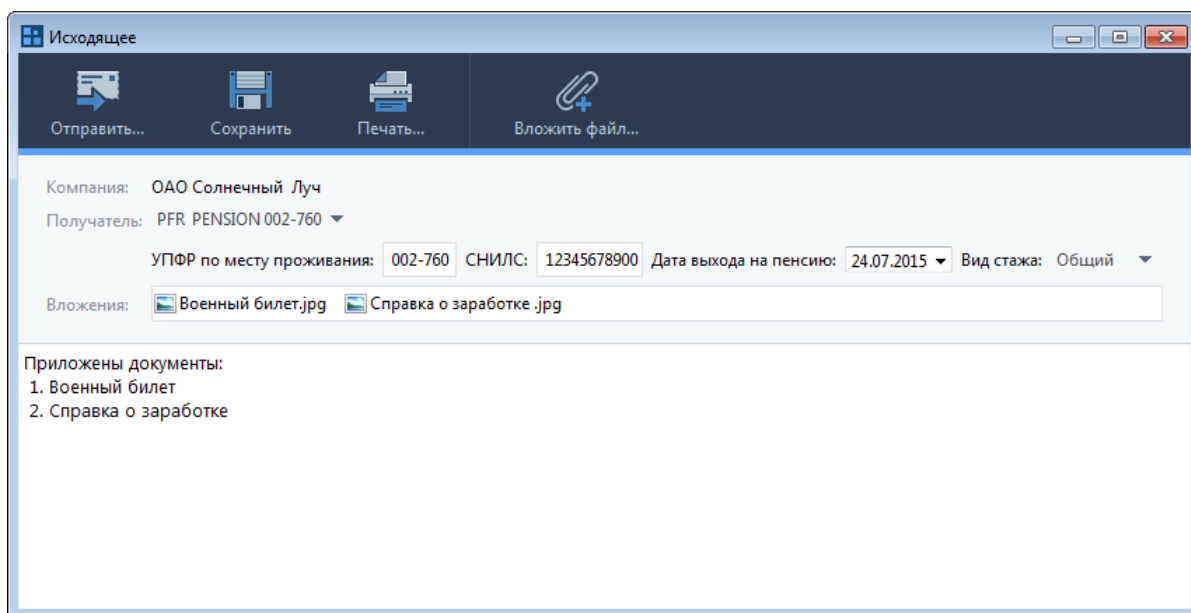 Исходящее
Отправить... Сохранить Печать... Вложить файл...
Компания: ОАО Солнечный Луч
Получатель: PFR PENSION 002-760
УПФР по месту проживания: 002-760 СНИЛС: 12345678900 Дата выхода на пенсию: 24.07.2015 Вид стажа: Общий
Вложения: Военный билет.jpg Справка о заработке .jpg
Приложены документы:
1. Военный билет
2. Справка о заработке